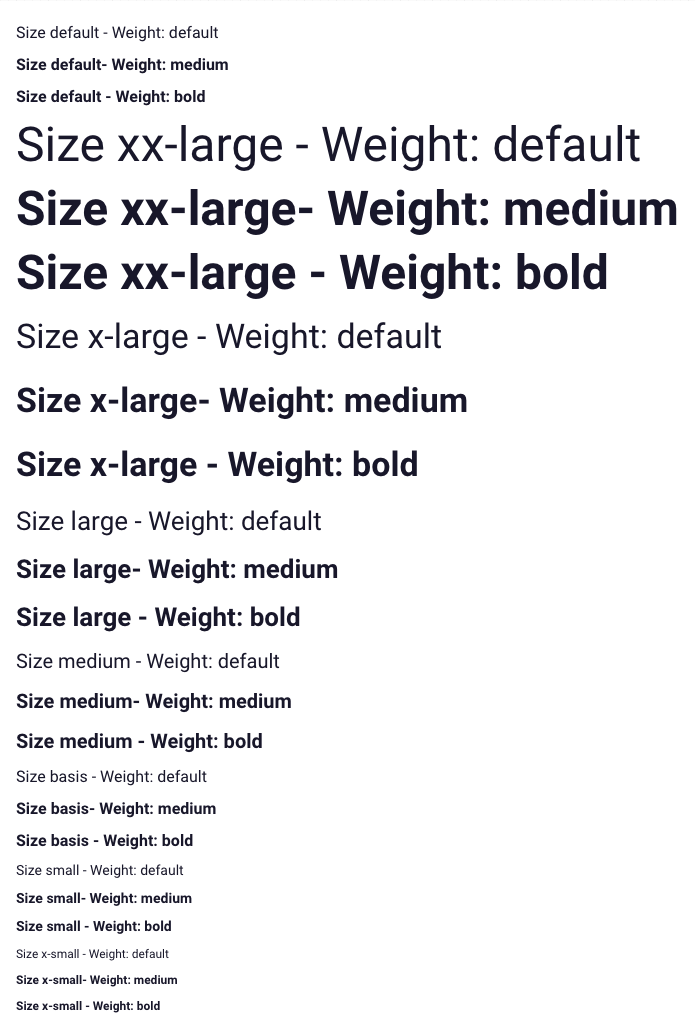 Size default - Weight: default
Size default- Weight: medium
Size default - Weight: bold
Size xx-large - Weight: default
Size xx-large- Weight: medium
Size xx-large - Weight: bold
Size x-large - Weight: default
Size x-large- Weight: medium
Size x-large - Weight: bold
Size large - Weight: default
Size large- Weight: medium
Size large - Weight: bold
Size medium - Weight: default
Size medium- Weight: medium
Size medium - Weight: bold
Size basis - Weight: default
Size basis- Weight: medium
Size basis - Weight: bold
Size small - Weight: default
Size small- Weight: medium
Size small - Weight: bold
Size x-small - Weight: default
Size x-small- Weight: medium
Size x-small - Weight: bold